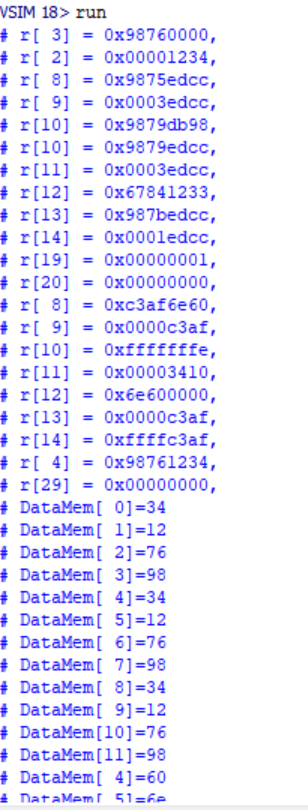 VSIM 18> run
# r[ 3] = 0x98760000,
# r[ 2] = 0x00001234,
# r[ 8] = 0x9875edcc,
# r[ 9] = 0x0003edcc,
# r[10] = 0x9879db98,
# r[10] = 0x9879edcc,
# r[11] = 0x0003edcc,
# r[12] = 0x67841233,
# r[13] = 0x987bedcc,
# r[14] = 0x0001edcc,
# r[19] = 0x00000001,
# r[20] = 0x00000000,
# r[ 8] = 0xc3af6e60,
# r[ 9] = 0x0000c3af,
# r[10] = 0xfffffffe,
# r[11] = 0x00003410,
# r[12] = 0x6e600000,
# r[13] = 0x0000c3af,
# r[14] = 0xffffc3af,
# r[ 4] = 0x98761234,
# r[29] = 0x00000000,
# DataMem[ 0]=34
# DataMem[ 1]=12
# DataMem[ 2]=76
# DataMem[ 3]=98
# DataMem[ 4]=34
# DataMem[ 5]=12
# DataMem[ 6]=76
# DataMem[ 7]=98
# DataMem[ 8]=34
# DataMem[ 9]=12
# DataMem[10]=76
# DataMem[11]=98
# DataMem[ 4]=60
# DataMem[ 5]=6e